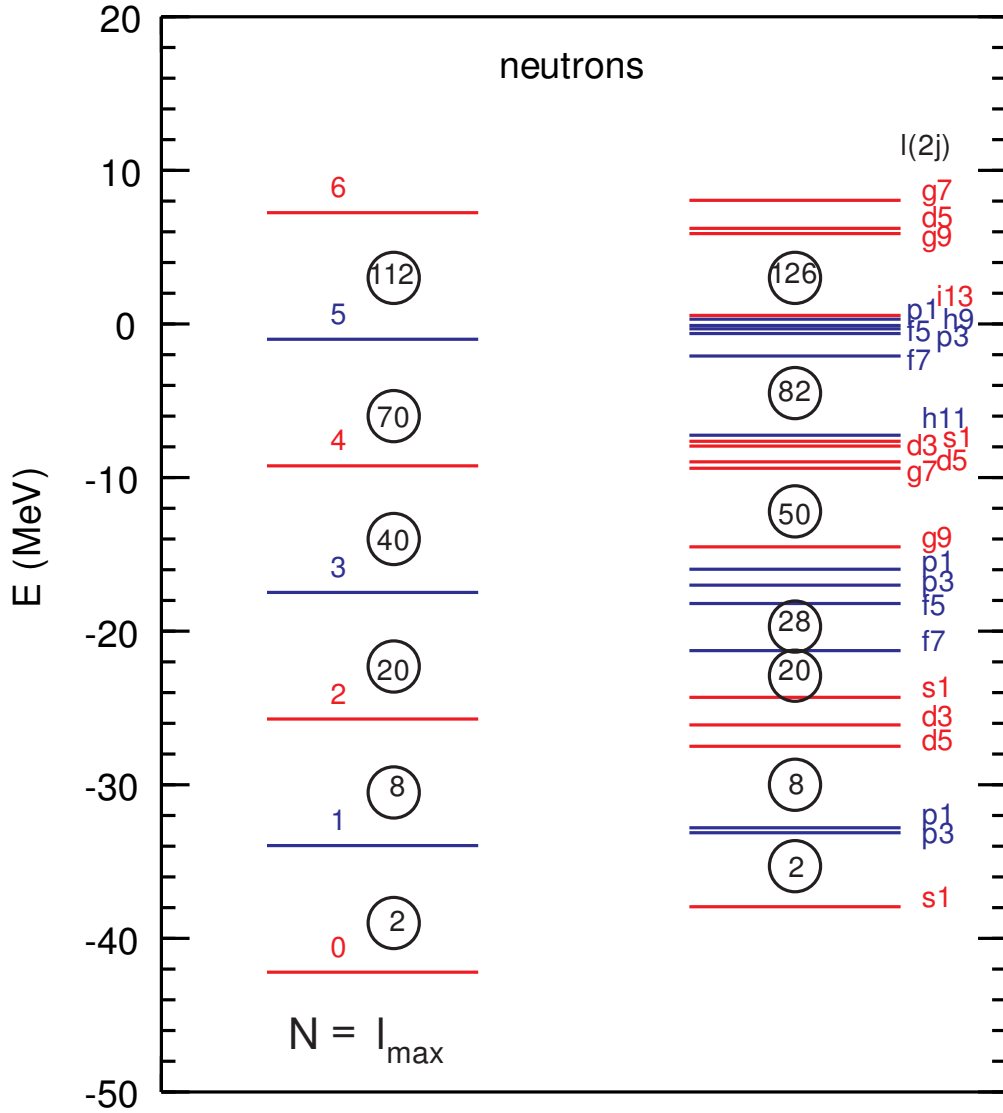 20
neutrons
l(2j)
10
6
g7
d5
g9
112
126
i13
0
5
p1 h9
f5 p3
f7
70
82
4
h11
d3 s1
-10
g7 d5
40
50
3
g9
p1
p3
f5
-20
28
f7
20
20
2
s1
d3
d5
-30
8
8
1
p1
p3
2
s1
-40
0
2
N = l max
-50
E (MeV)